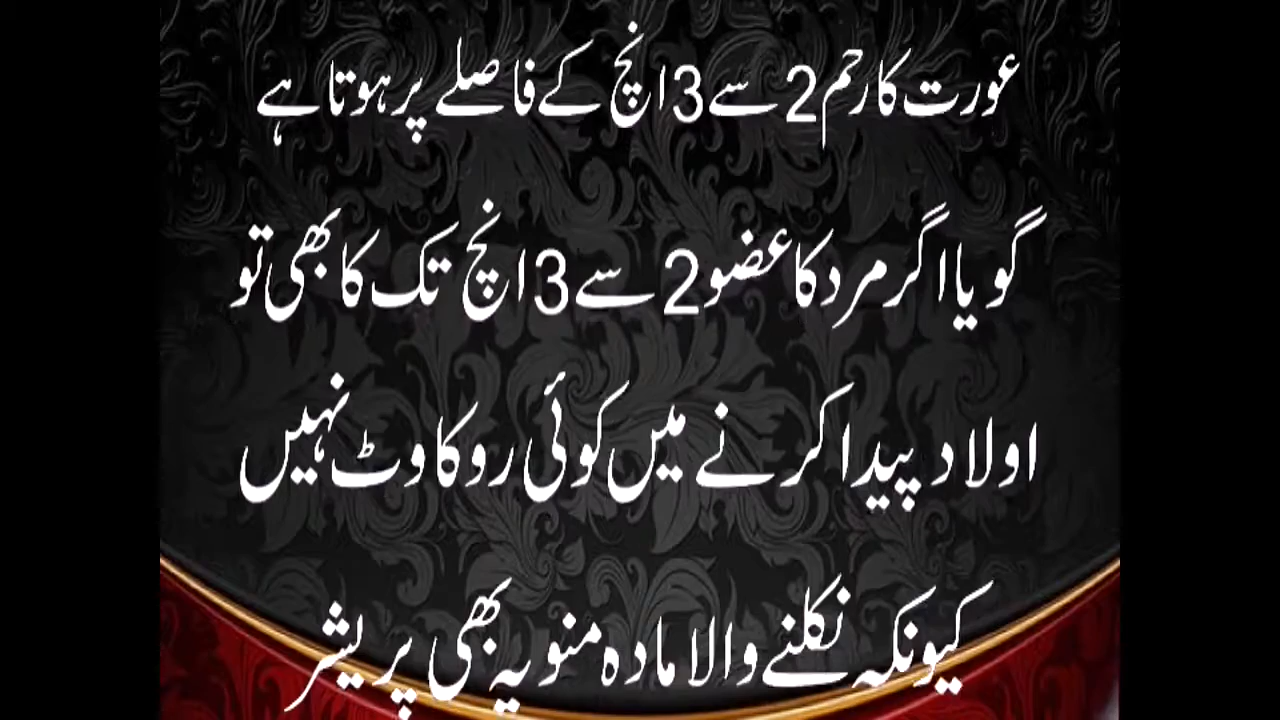 عورت کا رحم 2 سے 3 انچ کے فاصلے پر ہوتا ہے
گویا اگر مرد کا عضو 2 سے 3 انچ تک کا بھی تو
اولاد پیدا کرنے میں کوئی روکاوٹ نہیں
کیونکہ نکلنے والا مادہ منویہ بھی پریشر